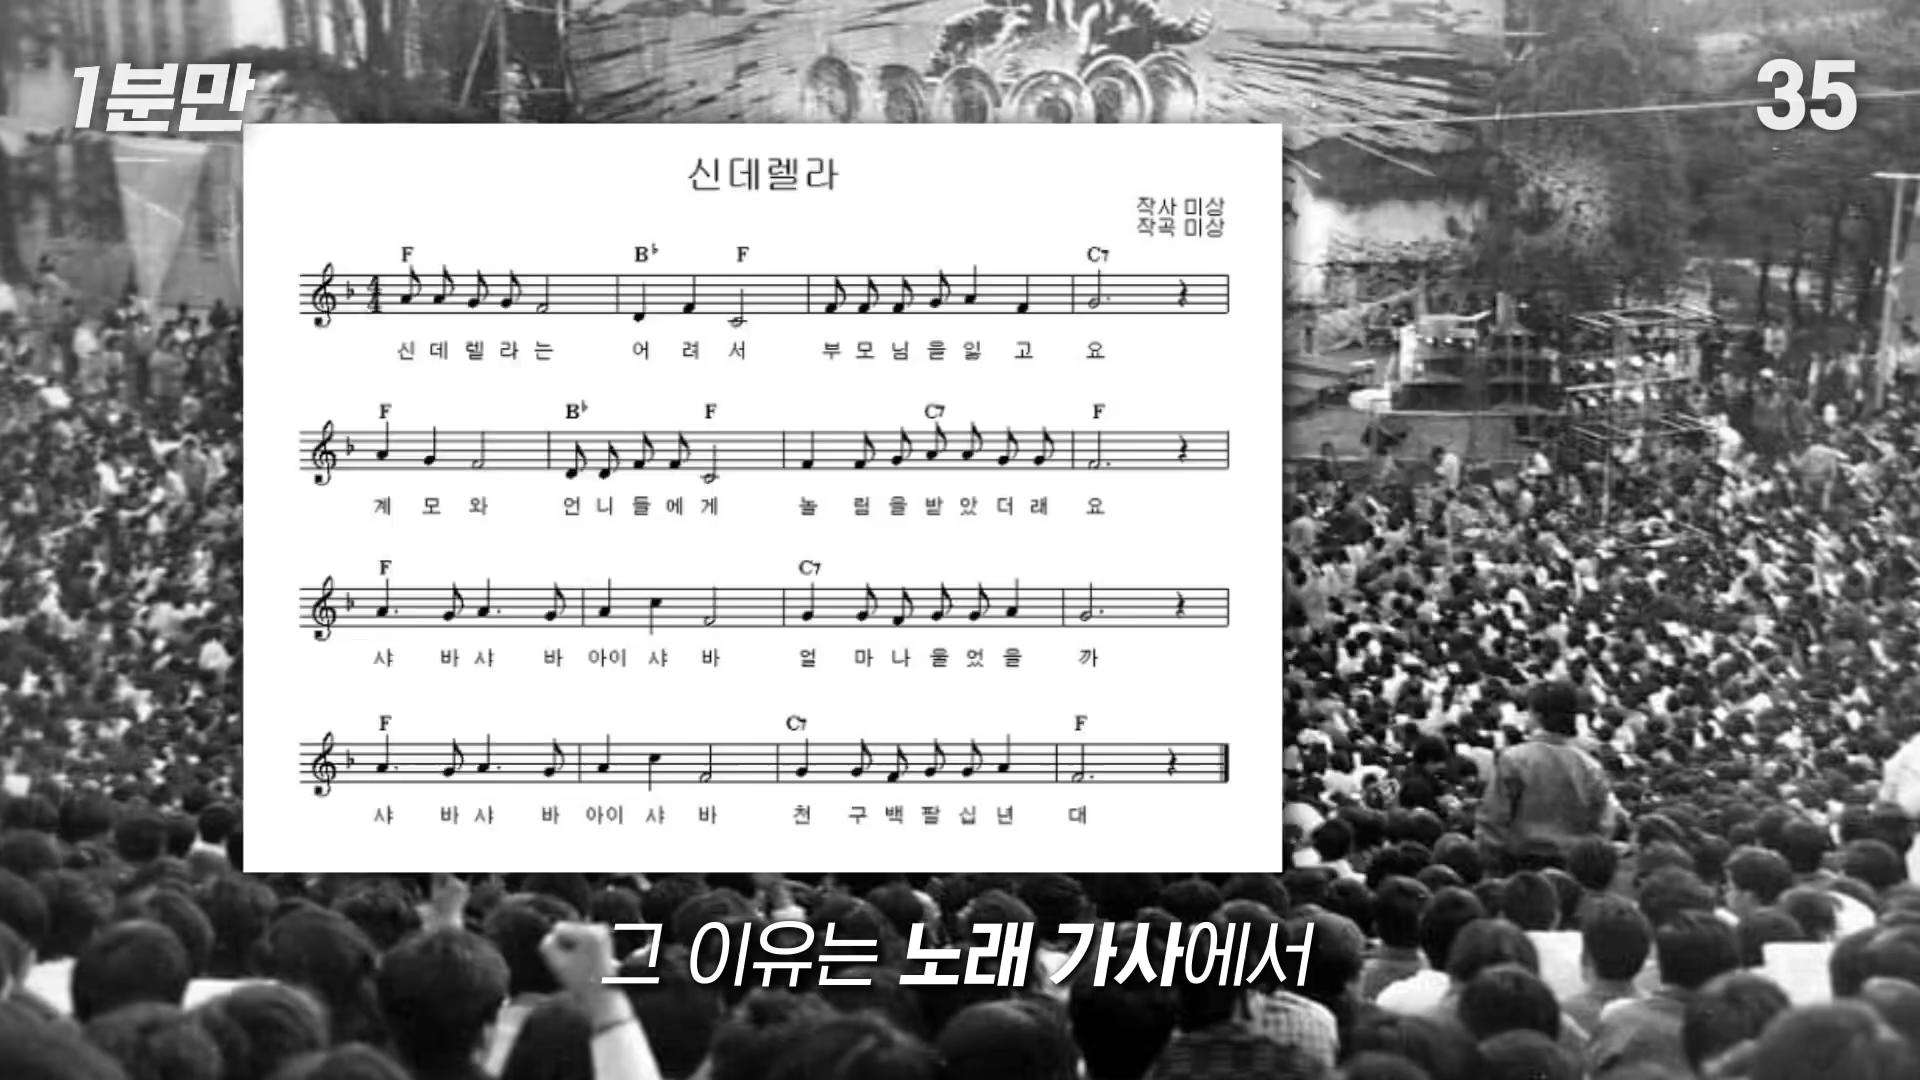 1분만
35
신데렐라
작사 미상
작곡 미상
F B♭ F C7
신 데 렐 라 는 어 려 서 부 모 님 을 잃 고 요
F B♭ F C7 F
계 모 와 언 니 들 에 게 놀 림 을 받 았 더 래 요
F C7
샤 바 샤 바 아이 샤 바 얼 마 나 울 었 을 까
F C7 F
샤 바 샤 바 아이 샤 바 천 구 백 팔 십 년 대
그 이유는 노래 가사에서